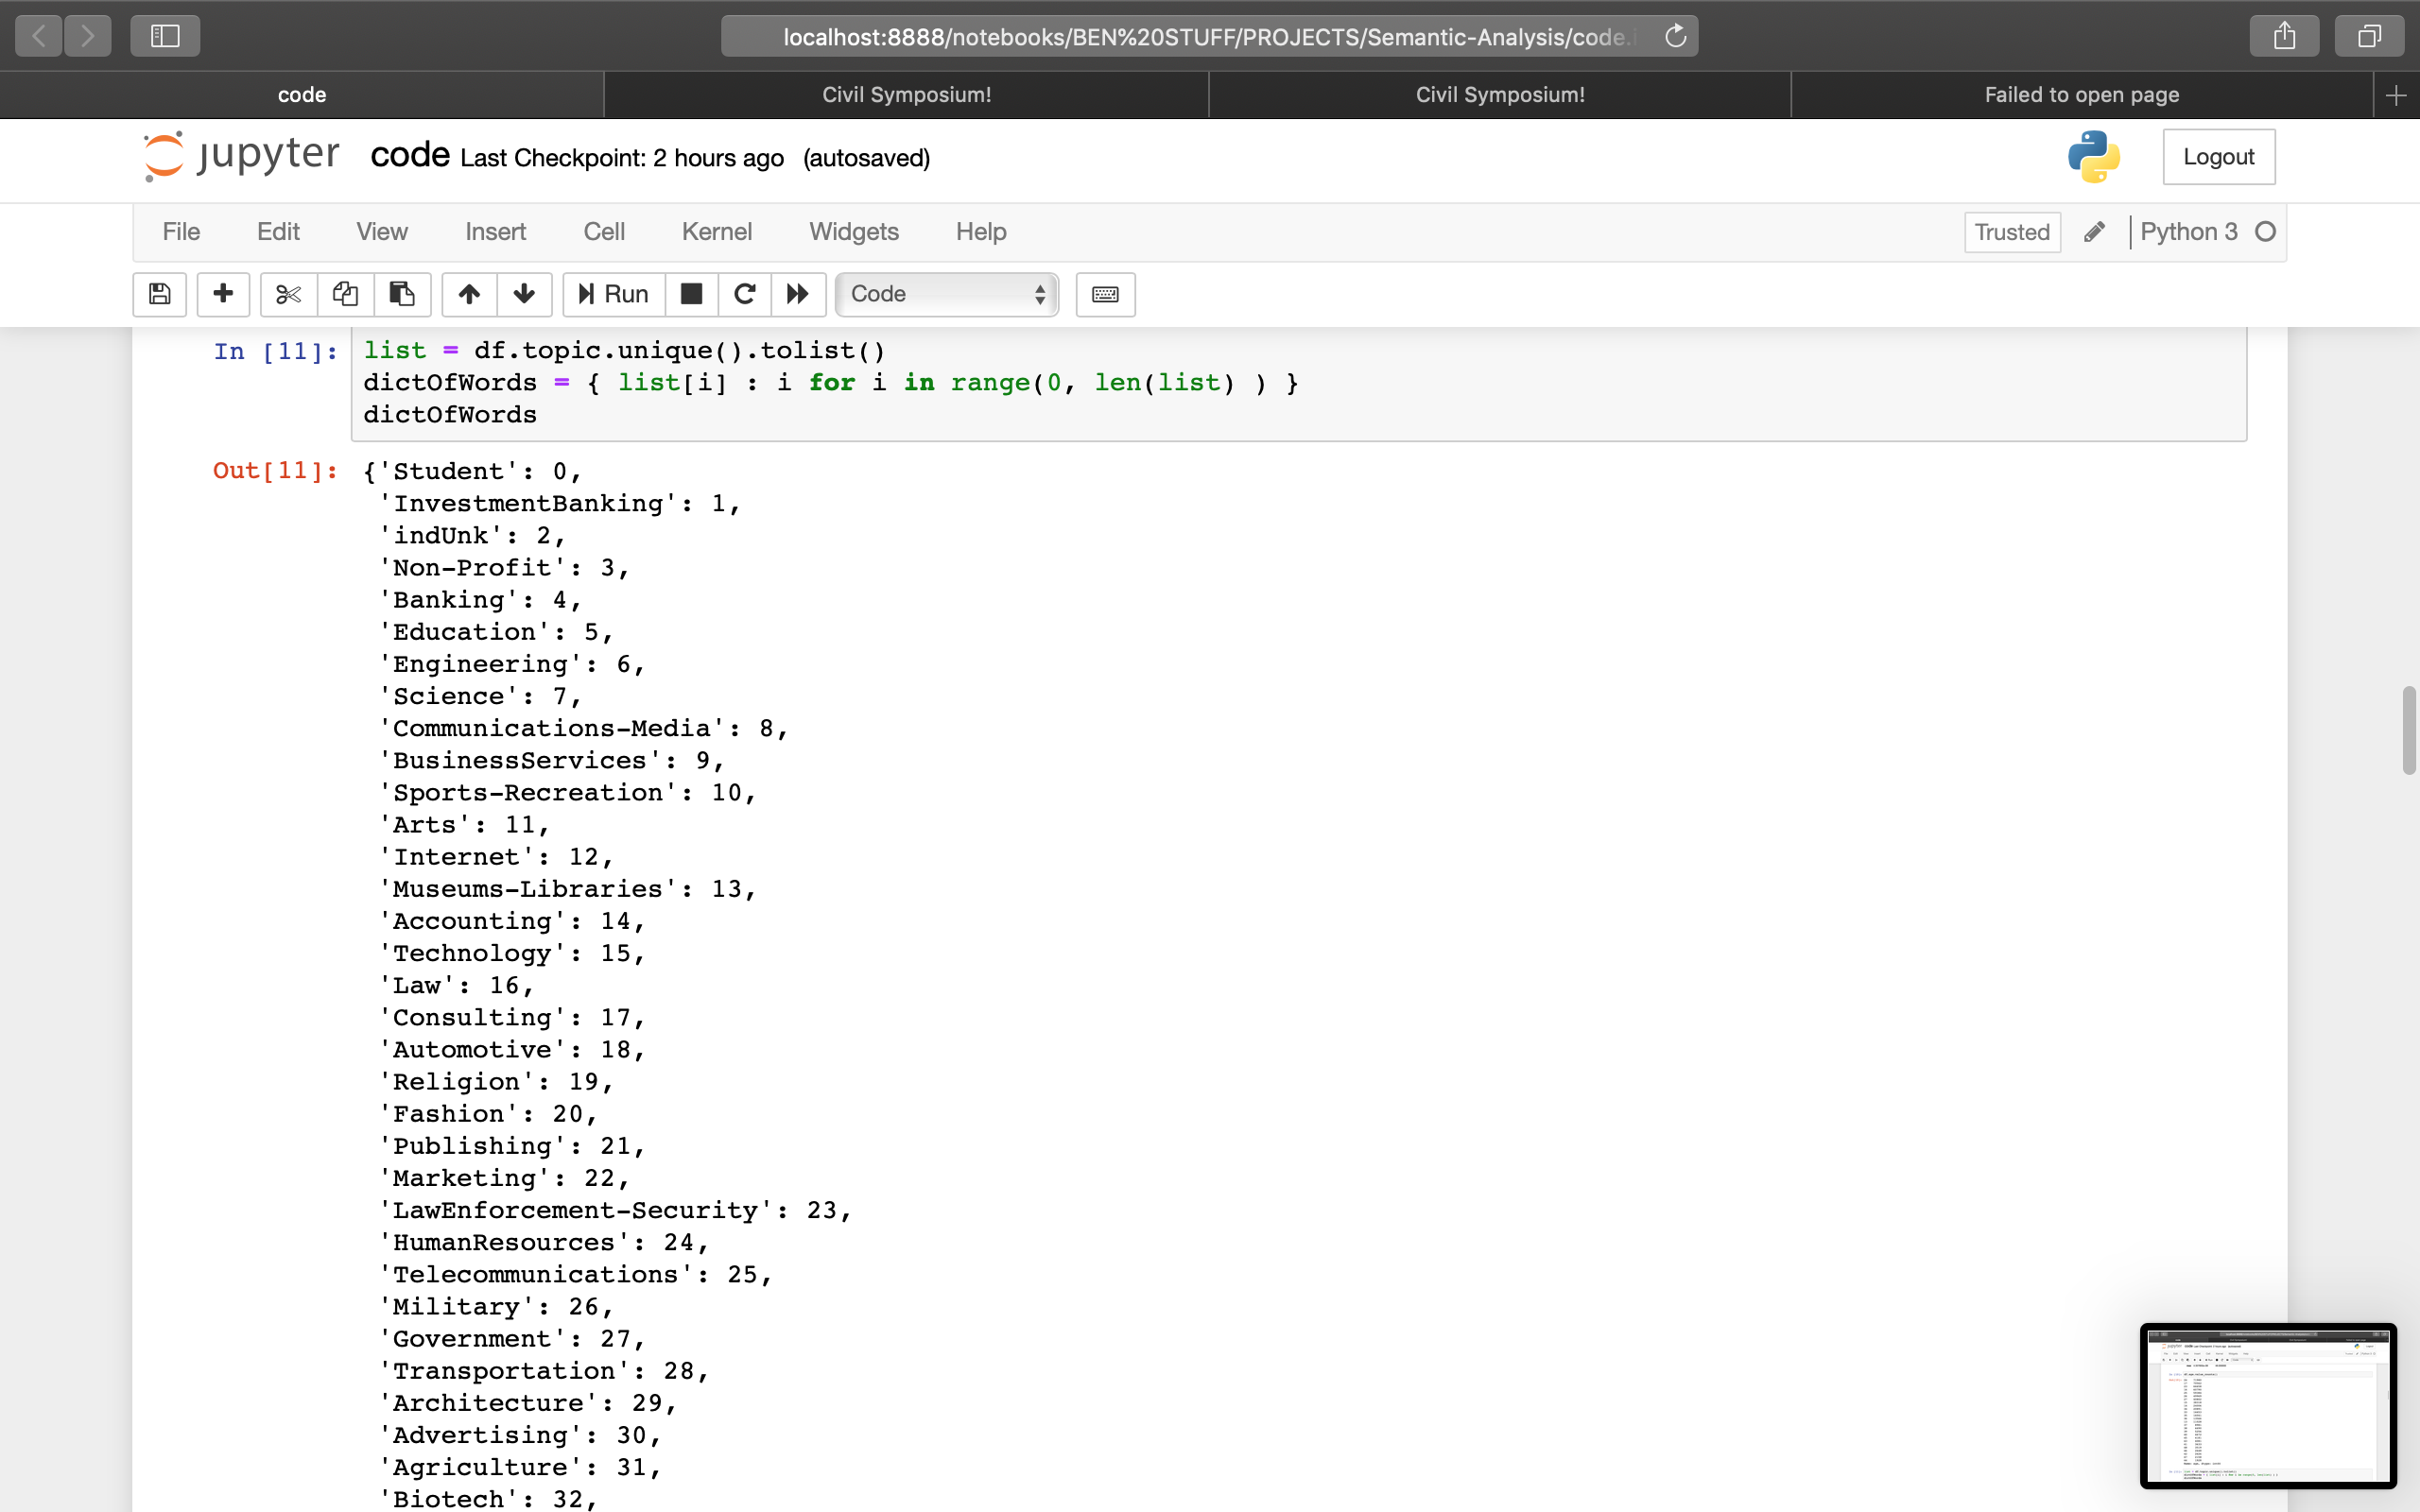 localhost:8888/notebooks/BEN%20STUFF/PROJECTS/Semantic-Analysis/code.i
code
Civil Symposium!
Civil Symposium!
Failed to open page
jupyter code Last Checkpoint: 2 hours ago (autosaved)
Logout
File Edit View Insert Cell Kernel Widgets Help
Trusted Python 3
Run Code
In [11]: list = df.topic.unique().tolist()
dictOfWords = { list[i] : i for i in range(0, len(list) ) }
dictOfWords
Out[11]: {'Student': 0,
'InvestmentBanking': 1,
'indUnk': 2,
'Non-Profit': 3,
'Banking': 4,
'Education': 5,
'Engineering': 6,
'Science': 7,
'Communications-Media': 8,
'BusinessServices': 9,
'Sports-Recreation': 10,
'Arts': 11,
'Internet': 12,
'Museums-Libraries': 13,
'Accounting': 14,
'Technology': 15,
'Law': 16,
'Consulting': 17,
'Automotive': 18,
'Religion': 19,
'Fashion': 20,
'Publishing': 21,
'Marketing': 22,
'LawEnforcement-Security': 23,
'HumanResources': 24,
'Telecommunications': 25,
'Military': 26,
'Government': 27,
'Transportation': 28,
'Architecture': 29,
'Advertising': 30,
'Agriculture': 31,
'Biotech': 32,